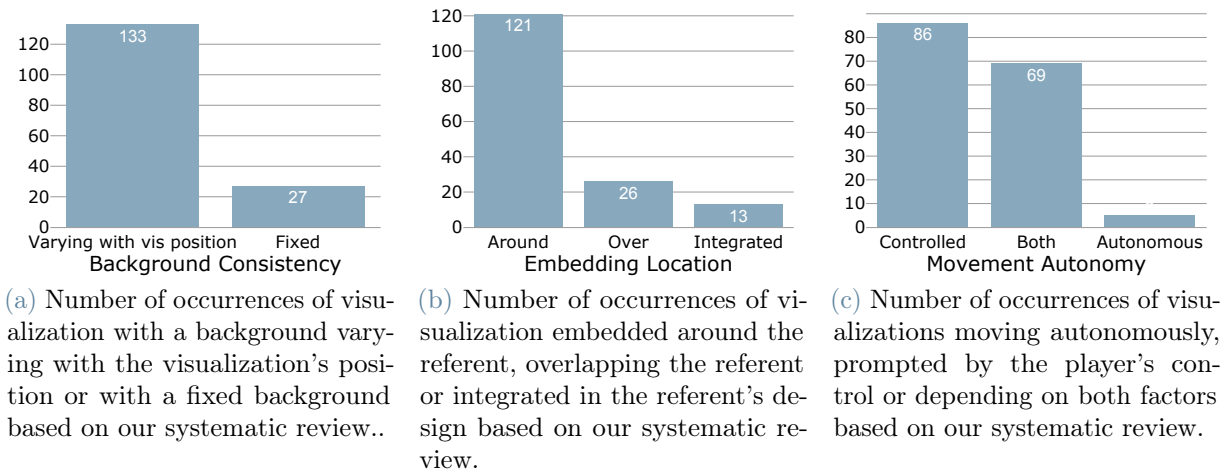 133
27
120
100
80
60
40
20
0
Varying with vis position
Fixed
Background Consistency
(a) Number of occurrences of visu-
alization with a background vary-
ing with the visualization's posi-
tion or with a fixed background
based on our systematic review..
121
26
13
120
100
80
60
40
20
0
Around
Over
Integrated
Embedding Location
(b) Number of occurrences of vi-
sualization embedded around the
referent, overlapping the referent
or integrated in the referent's de-
sign based on our systematic re-
view.
86
69
80
70
60
50
40
30
20
10
0
Controlled
Both
Autonomous
Movement Autonomy
(c) Number of occurrences of visu-
alizations moving autonomously,
prompted by the player's con-
trol or depending on both factors
based on our systematic review.